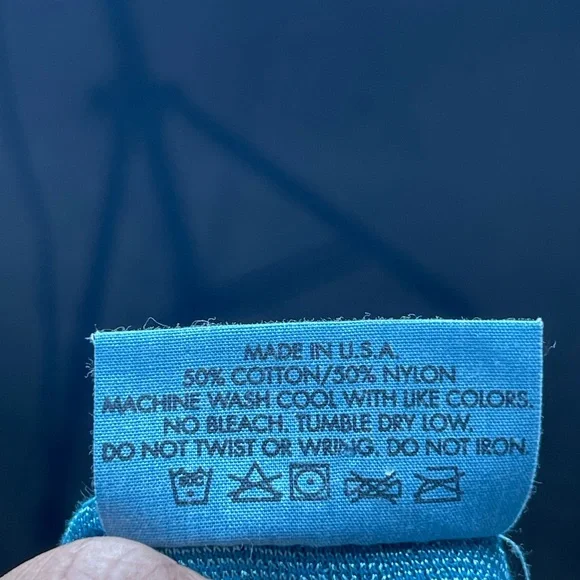 MADE IN U.S.A.
50% COTTON/50% NYLON
MACHINE WASH COOL WITH LIKE COLORS.
NO BLEACH. TUMBLE DRY LOW.
DO NOT TWIST OR WRING. DO NOT IRON.
30C